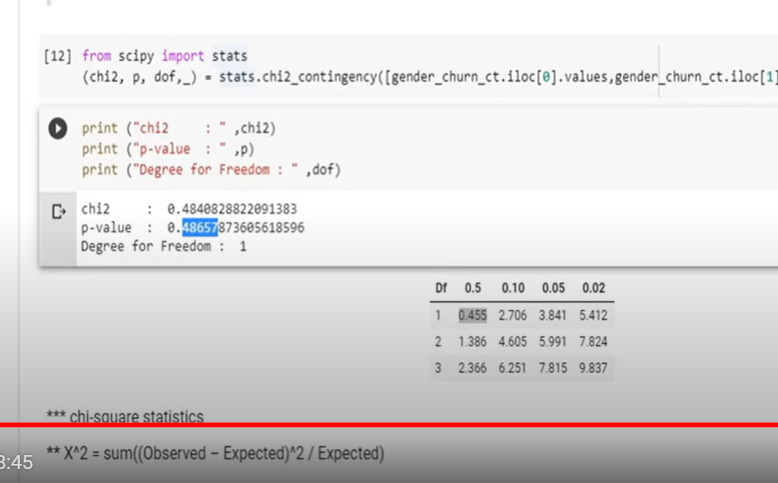 [12] from scipy import stats
(chi2, p, dof,_) = stats.chi2_contingency([gender_churn_ct.iloc[0].values,gender_churn_ct.iloc[1]
print ("chi2 : " ,chi2)
print ("p-value : " ,p)
print ("Degree for Freedom : " ,dof)
chi2 : 0.4840828822091383
p-value : 0.48657873605618596
Degree for Freedom : 1
Df 0.5 0.10 0.05 0.02
1 0.455 2.706 3.841 5.412
2 1.386 4.605 5.991 7.824
3 2.366 6.251 7.815 9.837
*** chi-square statistics
** X^2 = sum((Observed – Expected)^2 / Expected)
3:45